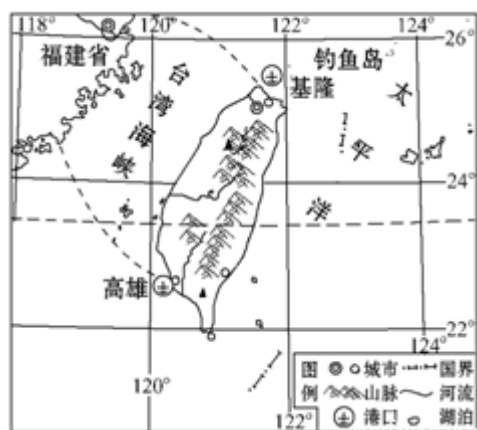 118° 120° 122° 124°
26°
福建省
钓鱼岛
基隆
台湾海峡
太平洋
24°
高雄
22°
124°
120°
122°
图例
城市 国界
山脉 河流
港口 湖泊